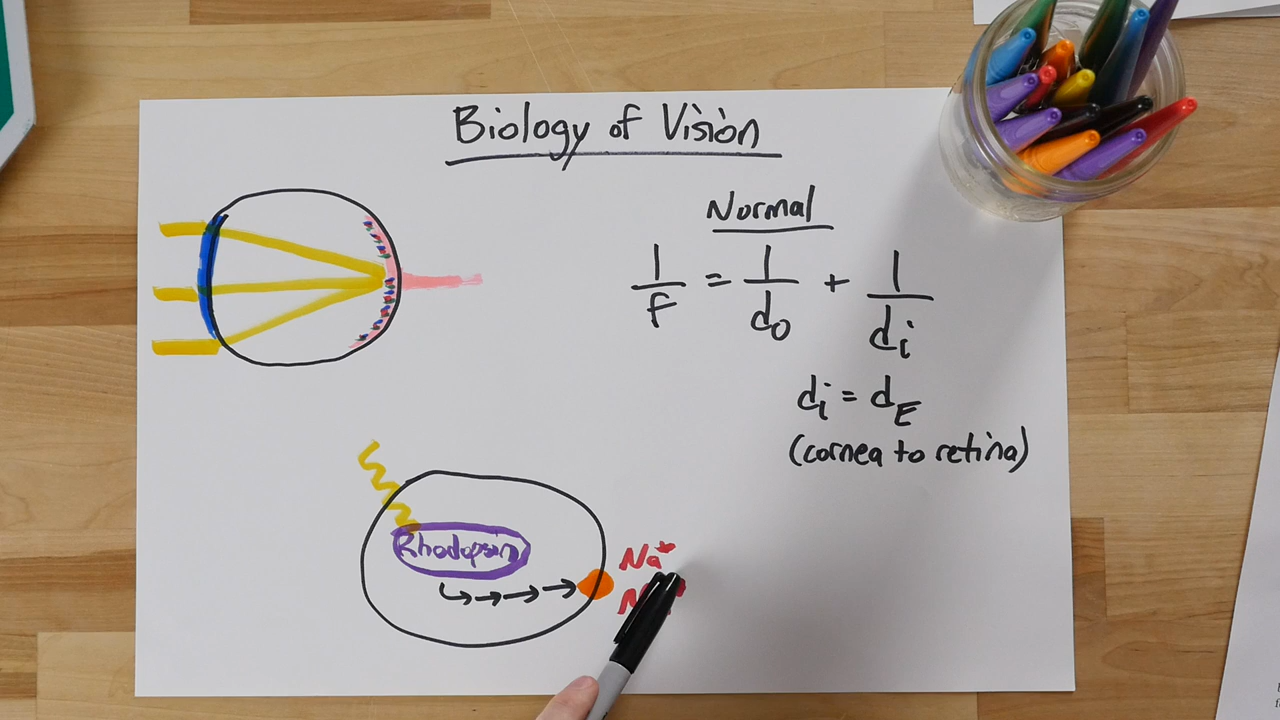 Biology of Vision
Normal
1/F = 1/do + 1/di
di = dE
(cornea to retina)
Rhodopsin
Na+